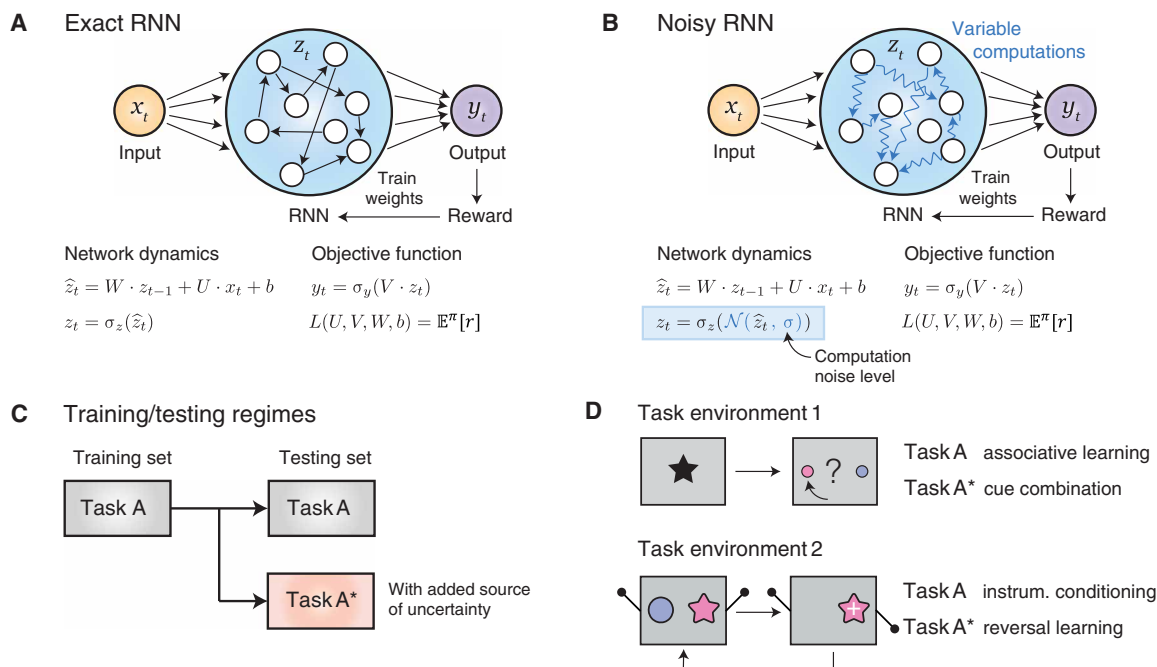 A Exact RNN
z_t
x_t
y_t
Input
Output
Train
weights
RNN
Reward
Network dynamics
Objective function
ẑ_t = W · z_{t−1} + U · x_t + b
y_t = σ_y(V · z_t)
z_t = σ_z(ẑ_t)
L(U, V, W, b) = 𝔼^π[r]
B Noisy RNN
Variable
computations
z_t
x_t
y_t
Input
Output
Train
weights
RNN
Reward
Network dynamics
Objective function
ẑ_t = W · z_{t−1} + U · x_t + b
y_t = σ_y(V · z_t)
z_t = σ_z(𝒩(ẑ_t, σ))
L(U, V, W, b) = 𝔼^π[r]
Computation
noise level
C Training/testing regimes
Training set
Testing set
Task A
Task A
Task A*
With added source
of uncertainty
D Task environment 1
?
Task A associative learning
Task A* cue combination
Task environment 2
+
Task A instrum. conditioning
Task A* reversal learning